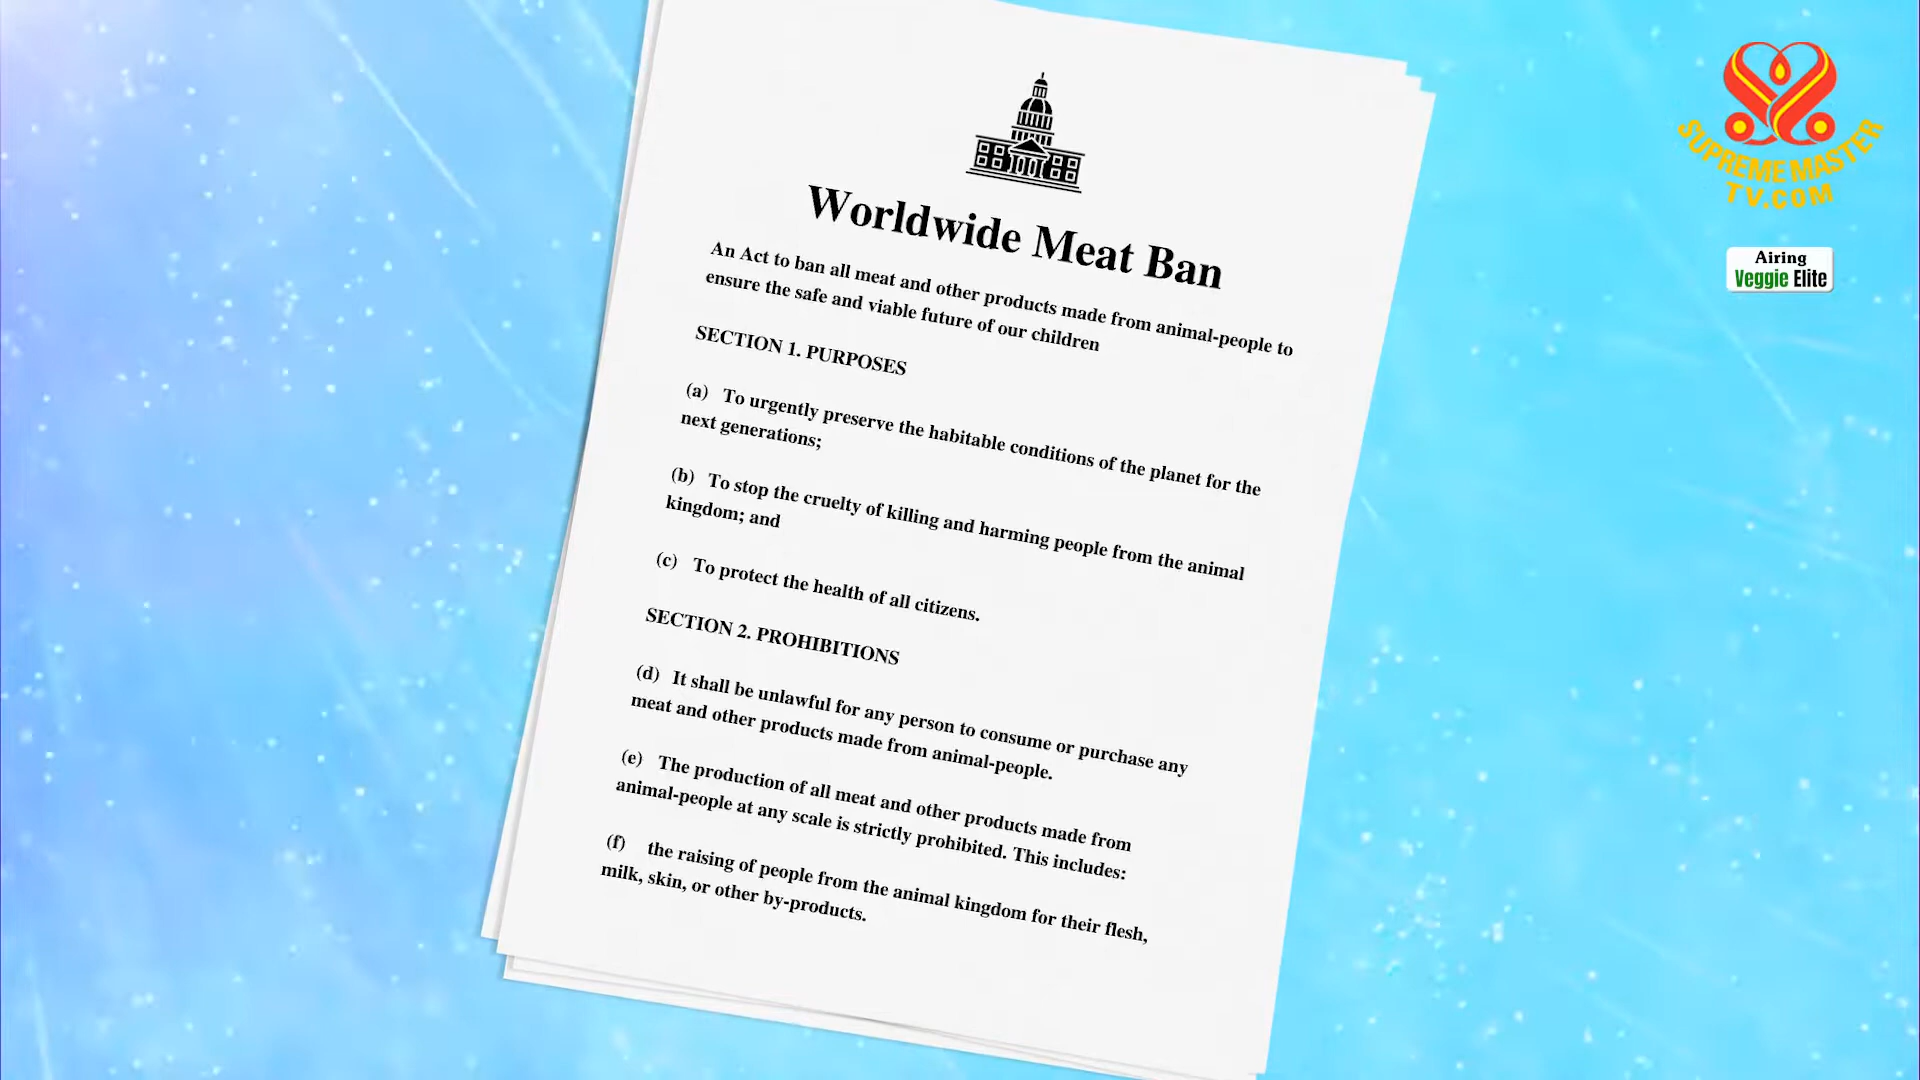 SUPREME MASTER
TV.COM
Airing
Veggie Elite
Worldwide Meat Ban
An Act to ban all meat and other products made from animal-people to
ensure the safe and viable future of our children
SECTION 1. PURPOSES
(a) To urgently preserve the habitable conditions of the planet for the
next generations;
(b) To stop the cruelty of killing and harming people from the animal
kingdom; and
(c) To protect the health of all citizens.
SECTION 2. PROHIBITIONS
(d) It shall be unlawful for any person to consume or purchase any
meat and other products made from animal-people.
(e) The production of all meat and other products made from
animal-people at any scale is strictly prohibited. This includes:
(f) the raising of people from the animal kingdom for their flesh,
milk, skin, or other by-products.